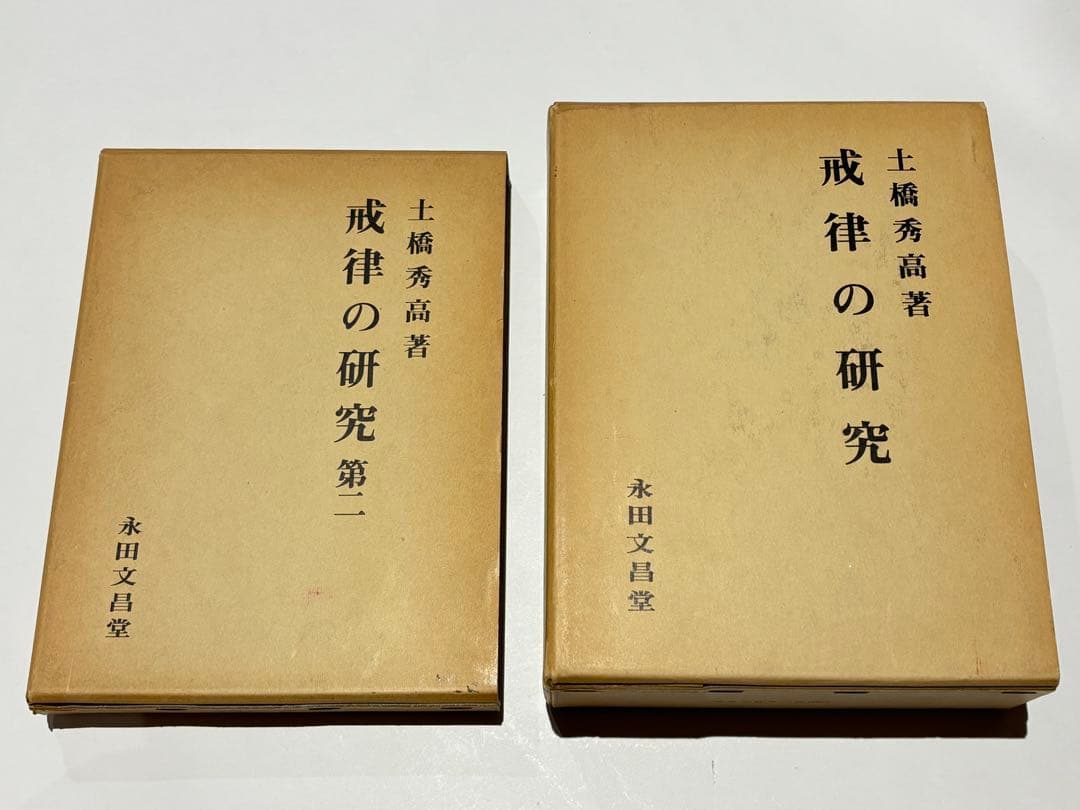 土橋秀高著
戒律の研究
永田文昌堂
土橋秀高著
戒律の研究 第二
永田文昌堂